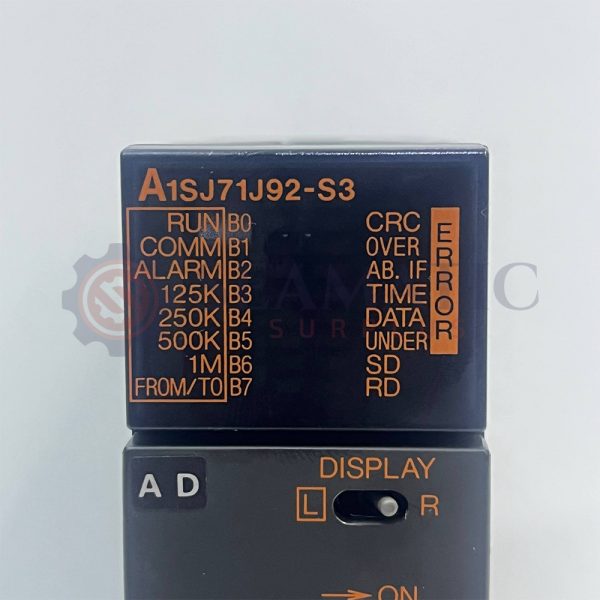 A1SJ71J92-S3
RUN B0 CRC
COMM B1 OVER
ALARM B2 AB. IF
125K B3 TIME
250K B4 DATA
500K B5 UNDER
1M B6 SD
FROM/TO B7 RD
ERROR
A D
DISPLAY
L R
→ ON